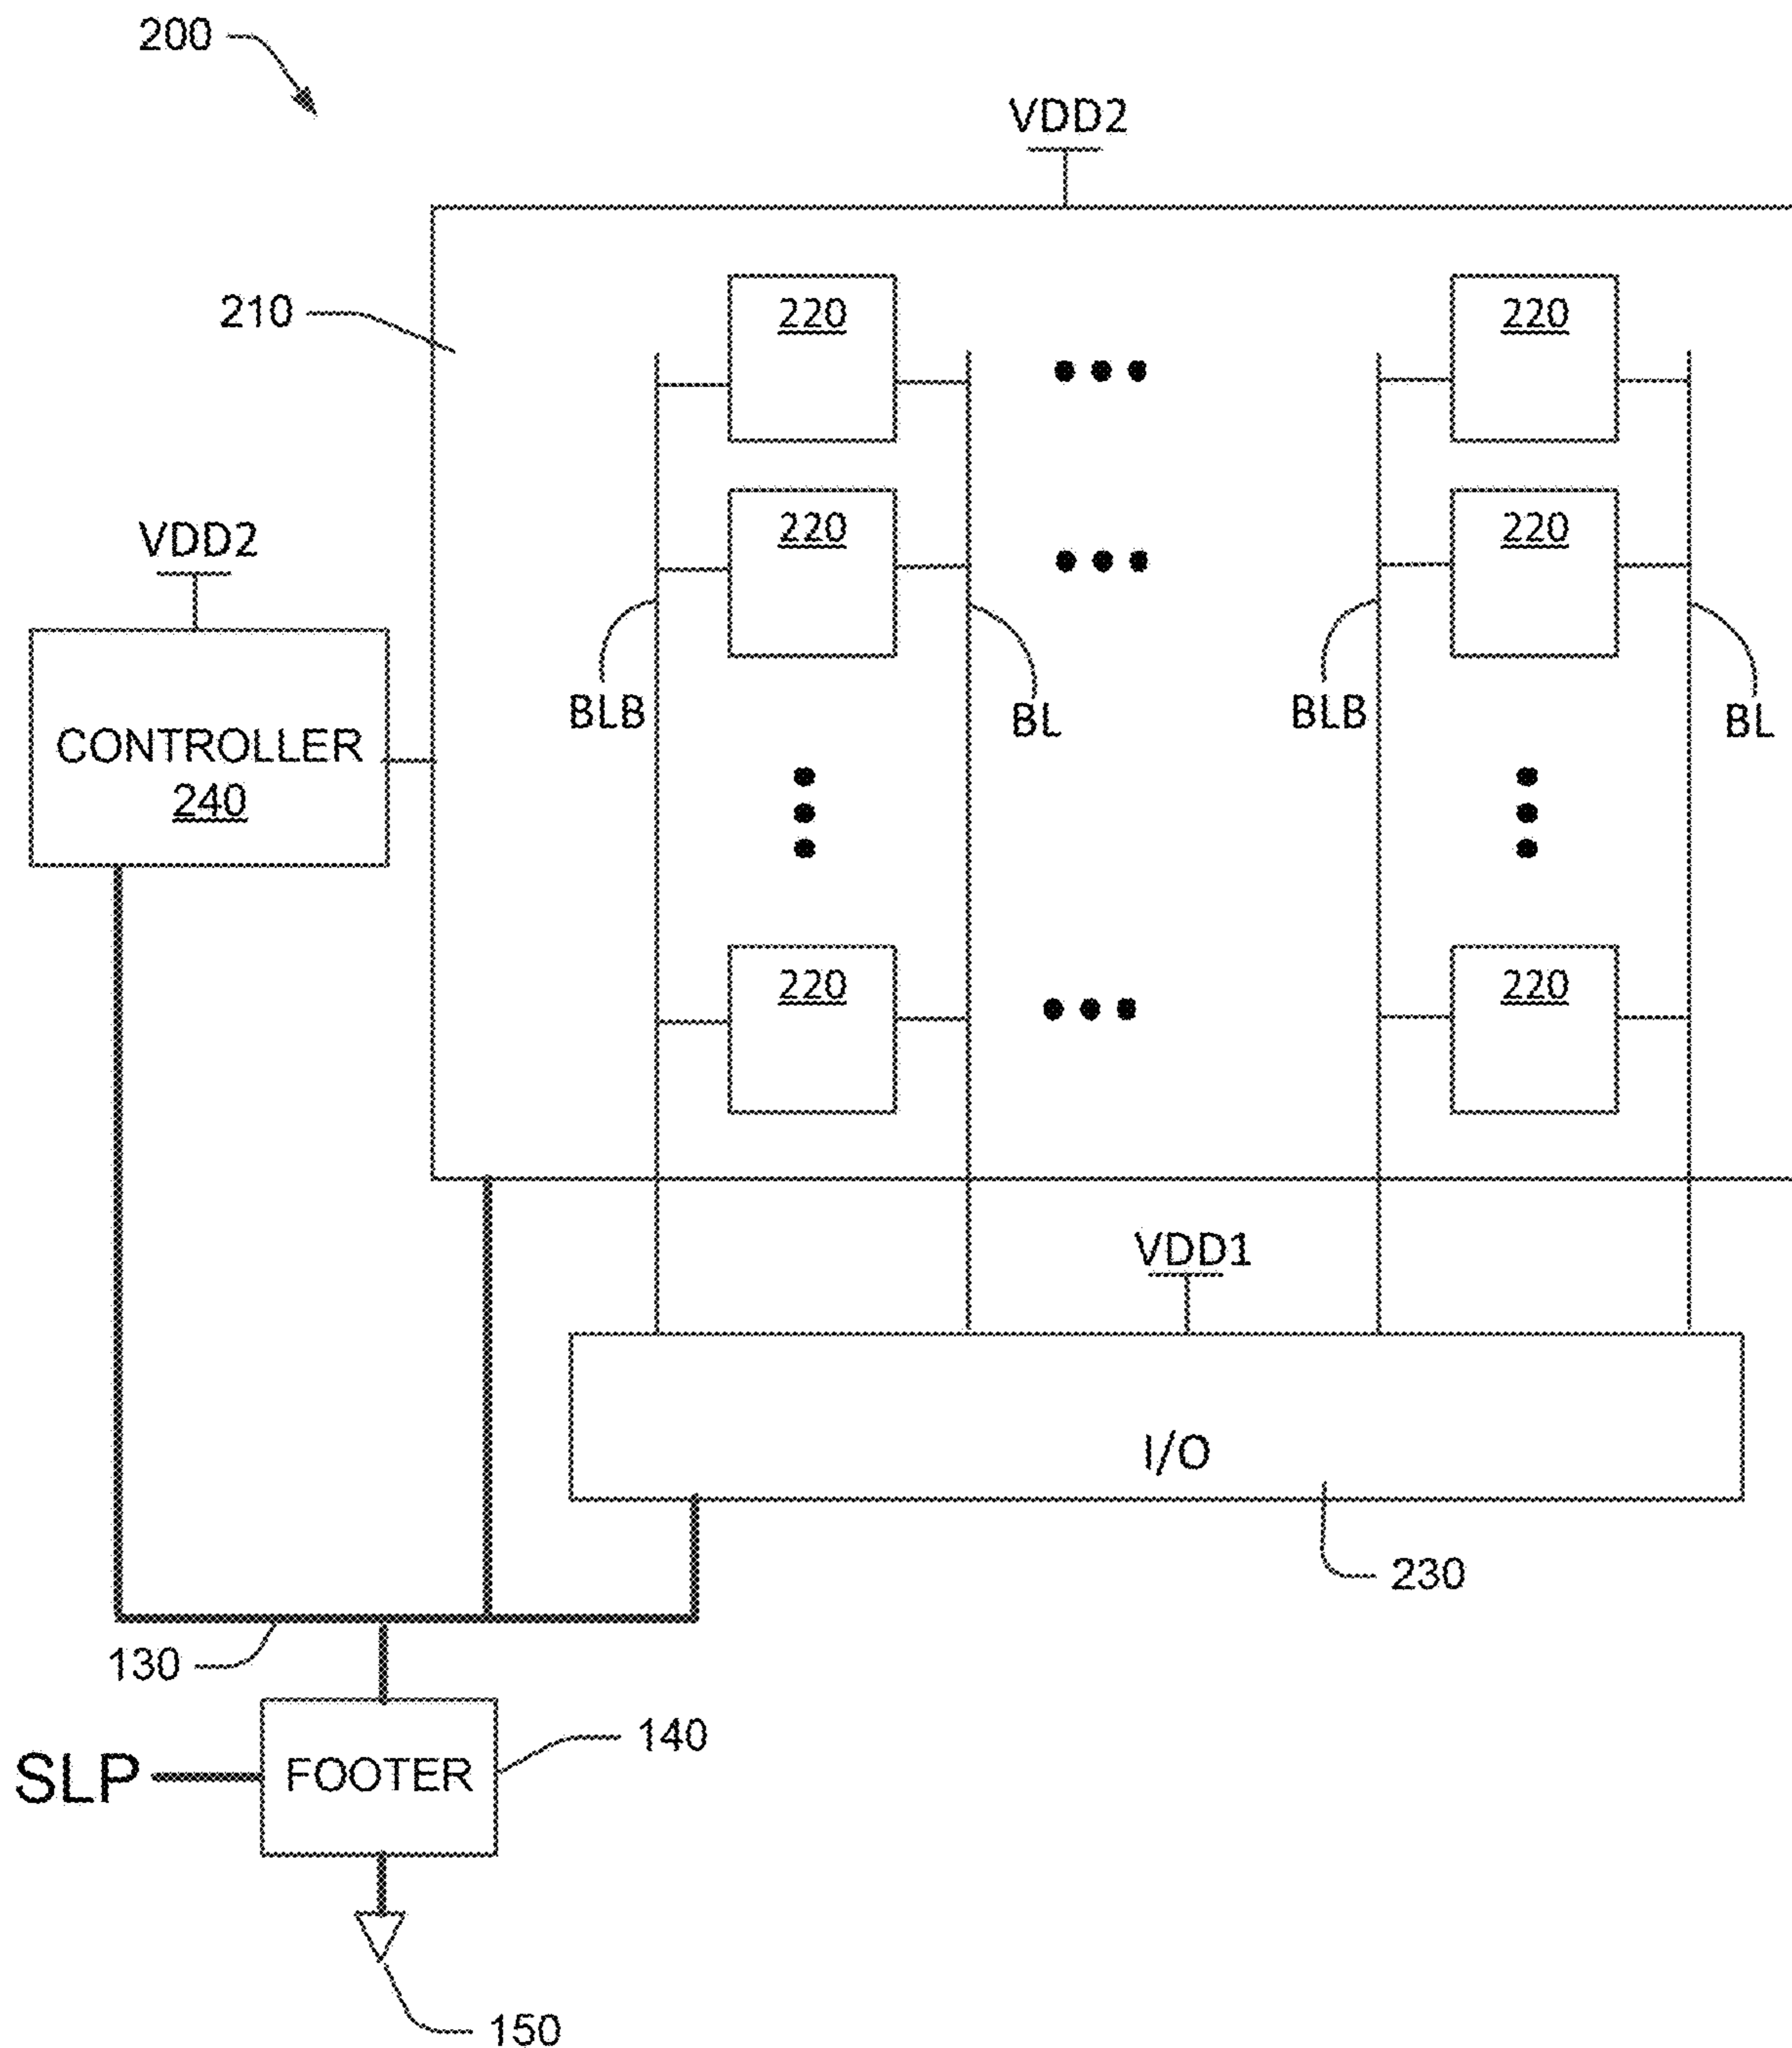 200
VDD2
210
220 220
VDD2
220 220
CONTROLLER
240
BLB BL BLB BL
220 220
VDD1
I/O
230
130
140
SLP FOOTER
150